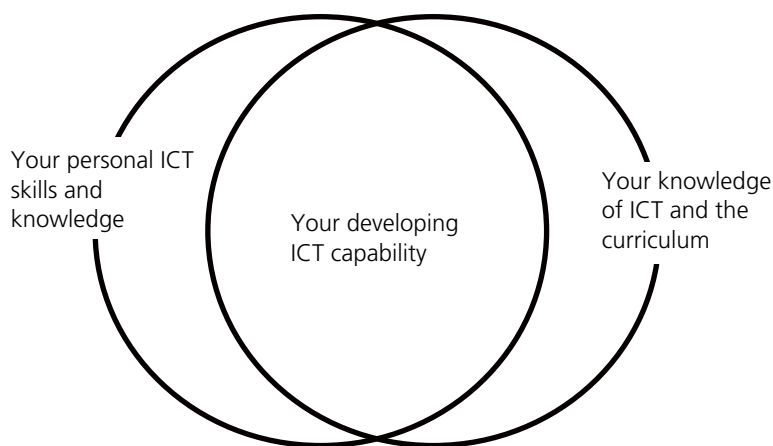 Your personal ICT
skills and
knowledge
Your developing
ICT capability
Your knowledge
of ICT and the
curriculum